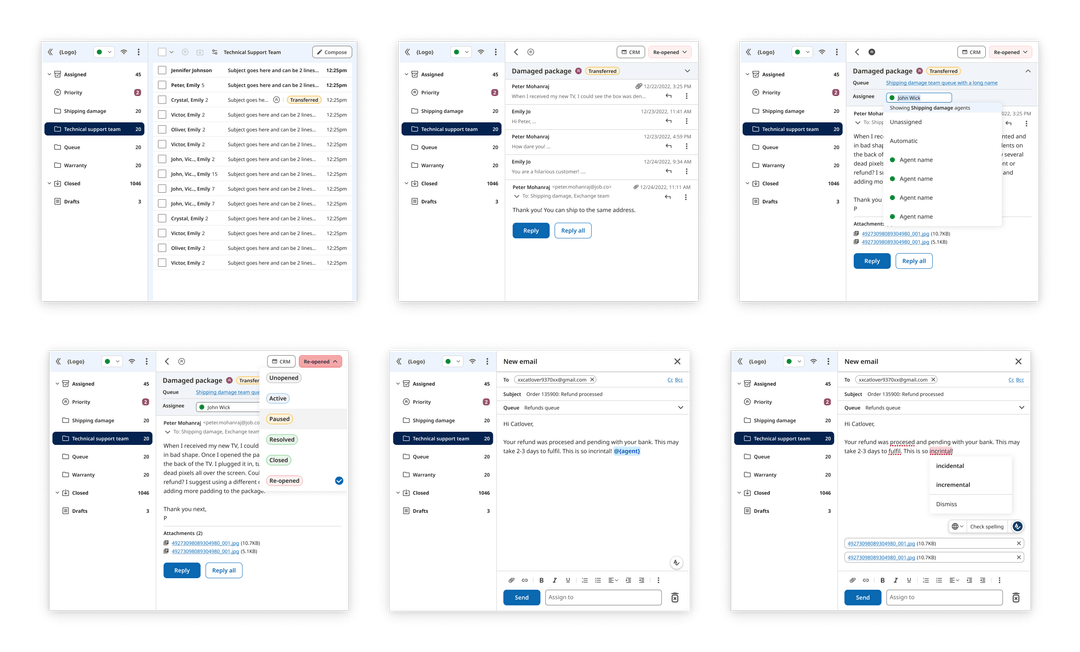 {Logo}
Technical Support Team
Compose
Assigned 45
Priority 2
Shipping damage 20
Technical support team 20
Queue 20
Warranty 20
Closed 1046
Drafts 3
Jennifer Johnson Subject goes here and can be 2 lines... 12:25pm
Peter, Emily 5 Subject goes here and can be 2 lines... 12:25pm
Crystal, Emily 2 Subject goes he... Transferred 12:25pm
Victor, Emily 2 Subject goes here and can be 2 lines... 12:25pm
Oliver, Emily 2 Subject goes here and can be 2 lines... 12:25pm
Victor, Emily 2 Subject goes here and can be 2 lines... 12:25pm
John, Vic..., Emily 15 Subject goes here and can be 2 lines... 12:25pm
John, Vic..., Emily 7 Subject goes here and can be 2 lines... 12:25pm
John, Vic..., Emily 7 Subject goes here and can be 2 lines... 12:25pm
Crystal, Emily 2 Subject goes here and can be 2 lines... 12:25pm
Victor, Emily 2 Subject goes here and can be 2 lines... 12:25pm
Oliver, Emily 2 Subject goes here and can be 2 lines... 12:25pm
Victor, Emily 2 Subject goes here and can be 2 lines... 12:25pm
{Logo}
CRM
Re-opened
Assigned 45
Priority 2
Shipping damage 20
Technical support team 20
Queue 20
Warranty 20
Closed 1046
Drafts 3
Damaged package Transferred
Peter Mohanraj 12/22/2022, 3:25 PM
When I received my new TV, I could see the box was den...
Emily Jo 12/23/2022, 11:41 AM
Hi Peter, ...
Peter Mohanraj 12/23/2022, 4:59 PM
How dare you! ...
Emily Jo 12/24/2022, 9:34 AM
You are a hilarious customer! ....
Peter Mohanraj <peter.mohanraj@job.co> 12/24/2022, 11:11 AM
To: Shipping damage, Exchange team
Thank you! You can ship to the same address.
Reply
Reply all
{Logo}
CRM
Re-opened
Assigned 45
Priority 2
Shipping damage 20
Technical support team 20
Queue 20
Warranty 20
Closed 1046
Drafts 3
Damaged package Transferred
Queue Shipping damage team queue with a long name
Assignee John Wick
Showing Shipping damage agents
Unassigned
Automatic
Agent name
Agent name
Agent name
Agent name
Peter Moha 3:25 PM
To: Ship
When I rec nted and
in bad shap dents on
the back of several
dead pixels nt or
refund? I su
adding mor
Thank you
P
Attachment
49273098089304980_001.jpg (10.7KB)
49273098089304980_001.jpg (5.1KB)
Reply
Reply all
{Logo}
CRM
Re-opened
Assigned 45
Priority 2
Shipping damage 20
Technical support team 20
Queue 20
Warranty 20
Closed 1046
Drafts 3
Damaged package Transfer
Queue Shipping damage team que
Assignee John Wick
Unopened
Active
Paused
Resolved
Closed
Re-opened
Peter Mohanraj <peter.mohanraj@job.co
To: Shipping damage, Exchange team
When I received my new TV, I could
in bad shape. Once I opened the pa
the back of the TV. I plugged it in, tu
dead pixels all over the screen. Coul
refund? I suggest using a different c
adding more padding to the package
Thank you next,
P
Attachments (2)
49273098089304980_001.jpg (10.7KB)
49273098089304980_001.jpg (5.1KB)
Reply
Reply all
{Logo}
Assigned 45
Priority 2
Shipping damage 20
Technical support team 20
Queue 20
Warranty 20
Closed 1046
Drafts 3
New email
To xxcatlover9370xx@gmail.com Cc Bcc
Subject Order 135900: Refund processed
Queue Refunds queue
Hi Catlover,
Your refund was procesed and pending with your bank. This may
take 2-3 days to fulfil. This is so incrintal! @{agent}
B I U
Send
Assign to
{Logo}
Assigned 45
Priority 2
Shipping damage 20
Technical support team 20
Queue 20
Warranty 20
Closed 1046
Drafts 3
New email
To xxcatlover9370xx@gmail.com Cc Bcc
Subject Order 135900: Refund processed
Queue Refunds queue
Hi Catlover,
Your refund was procesed and pending with your bank. This may
take 2-3 days to fulfil. This is so incrintal!
incidental
incremental
Dismiss
Check spelling
49273098089304980_001.jpg (10.7KB)
49273098089304980_001.jpg (10.7KB)
B I U
Send
Assign to